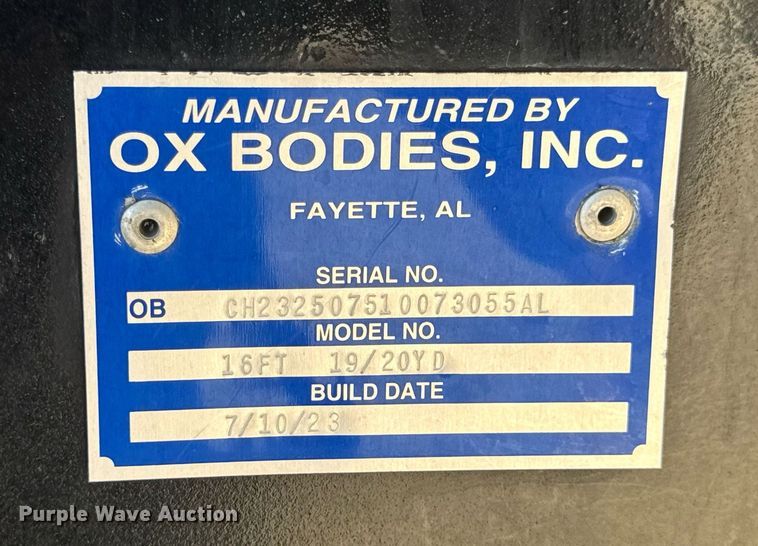 MANUFACTURED BY
OX BODIES, INC.
FAYETTE, AL
SERIAL NO.
OB CH232507510073055AL
MODEL NO.
16FT 19/20YD
BUILD DATE
7/10/23
Purple Wave Auction